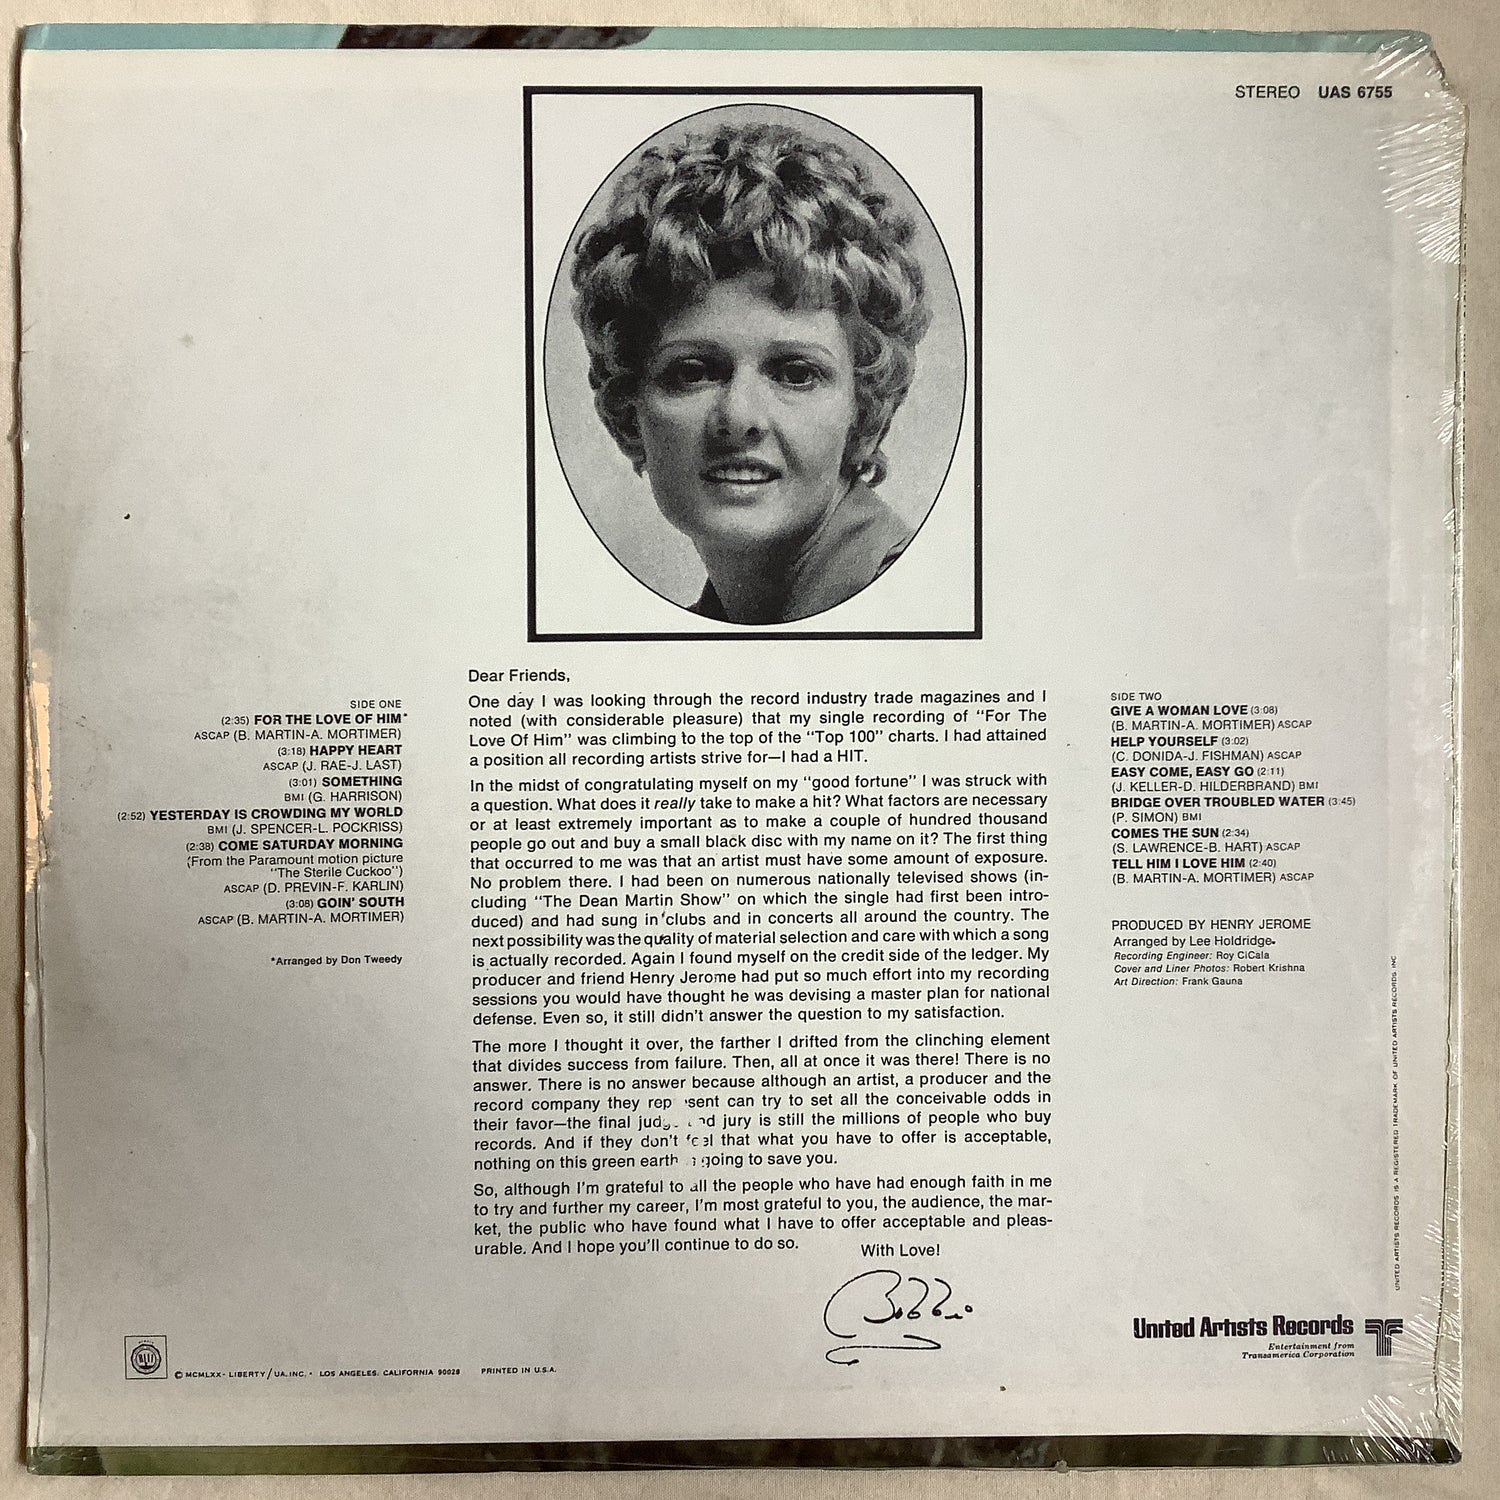 STEREO UAS 6755
Dear Friends,
One day I was looking through the record industry trade magazines and I
noted (with considerable pleasure) that my single recording of “For The
Love Of Him” was climbing to the top of the “Top 100” charts. I had attained
a position all recording artists strive for—I had a HIT.
In the midst of congratulating myself on my “good fortune” I was struck with
a question. What does it really take to make a hit? What factors are necessary
or at least extremely important as to make a couple of hundred thousand
people go out and buy a small black disc with my name on it? The first thing
that occurred to me was that an artist must have some amount of exposure.
No problem there. I had been on numerous nationally televised shows (in-
cluding “The Dean Martin Show” on which the single had first been intro-
duced) and had sung in clubs and in concerts all around the country. The
next possibility was the quality of material selection and care with which a song
is actually recorded. Again I found myself on the credit side of the ledger. My
producer and friend Henry Jerome had put so much effort into my recording
sessions you would have thought he was devising a master plan for national
defense. Even so, it still didn’t answer the question to my satisfaction.
The more I thought it over, the farther I drifted from the clinching element
that divides success from failure. Then, all at once it was there! There is no
answer. There is no answer because although an artist, a producer and the
record company they can try to set all the conceivable odds in
their favor—the final jury is still the millions of people who buy
records. And if they don’t that what you have to offer is acceptable,
nothing on this green earth going to save you.
So, although I’m grateful to all the people who have had enough faith in me
to try and further my career, I’m most grateful to you, the audience, the mar-
ket, the public who have found what I have to offer acceptable and pleas-
urable. And I hope you’ll continue to do so.
With Love!
Bobbie
SIDE ONE
(2:35) FOR THE LOVE OF HIM*
ASCAP (B. MARTIN-A. MORTIMER)
(3:18) HAPPY HEART
ASCAP (J. RAE-J. LAST)
(3:01) SOMETHING
BMI (G. HARRISON)
(2:52) YESTERDAY IS CROWDING MY WORLD
BMI (J. SPENCER-L. POCKRISS)
(2:38) COME SATURDAY MORNING
(From the Paramount motion picture
“The Sterile Cuckoo”)
ASCAP (D. PREVIN-F. KARLIN)
(3:08) GOIN’ SOUTH
ASCAP (B. MARTIN-A. MORTIMER)
*Arranged by Don Tweedy
SIDE TWO
GIVE A WOMAN LOVE (3:08)
(B. MARTIN-A. MORTIMER) ASCAP
HELP YOURSELF (3:02)
(C. DONIDA-J. FISHMAN) ASCAP
EASY COME, EASY GO (2:11)
(J. KELLER-D. HILDERBRAND) BMI
BRIDGE OVER TROUBLED WATER (3:45)
(P. SIMON) BMI
COMES THE SUN (2:34)
(S. LAWRENCE-B. HART) ASCAP
TELL HIM I LOVE HIM (2:40)
(B. MARTIN-A. MORTIMER) ASCAP
PRODUCED BY HENRY JEROME
Arranged by Lee Holdridge.
Recording Engineer: Roy CiCala
Cover and Liner Photos: Robert Krishna
Art Direction: Frank Gauna
UNITED ARTISTS RECORDS IS A REGISTERED TRADEMARK OF UNITED ARTISTS RECORDS INC
United Artists Records
Entertainment from
Transamerica Corporation
© MCMLXX - LIBERTY/UA, INC. • LOS ANGELES, CALIFORNIA 90028 PRINTED IN U.S.A.